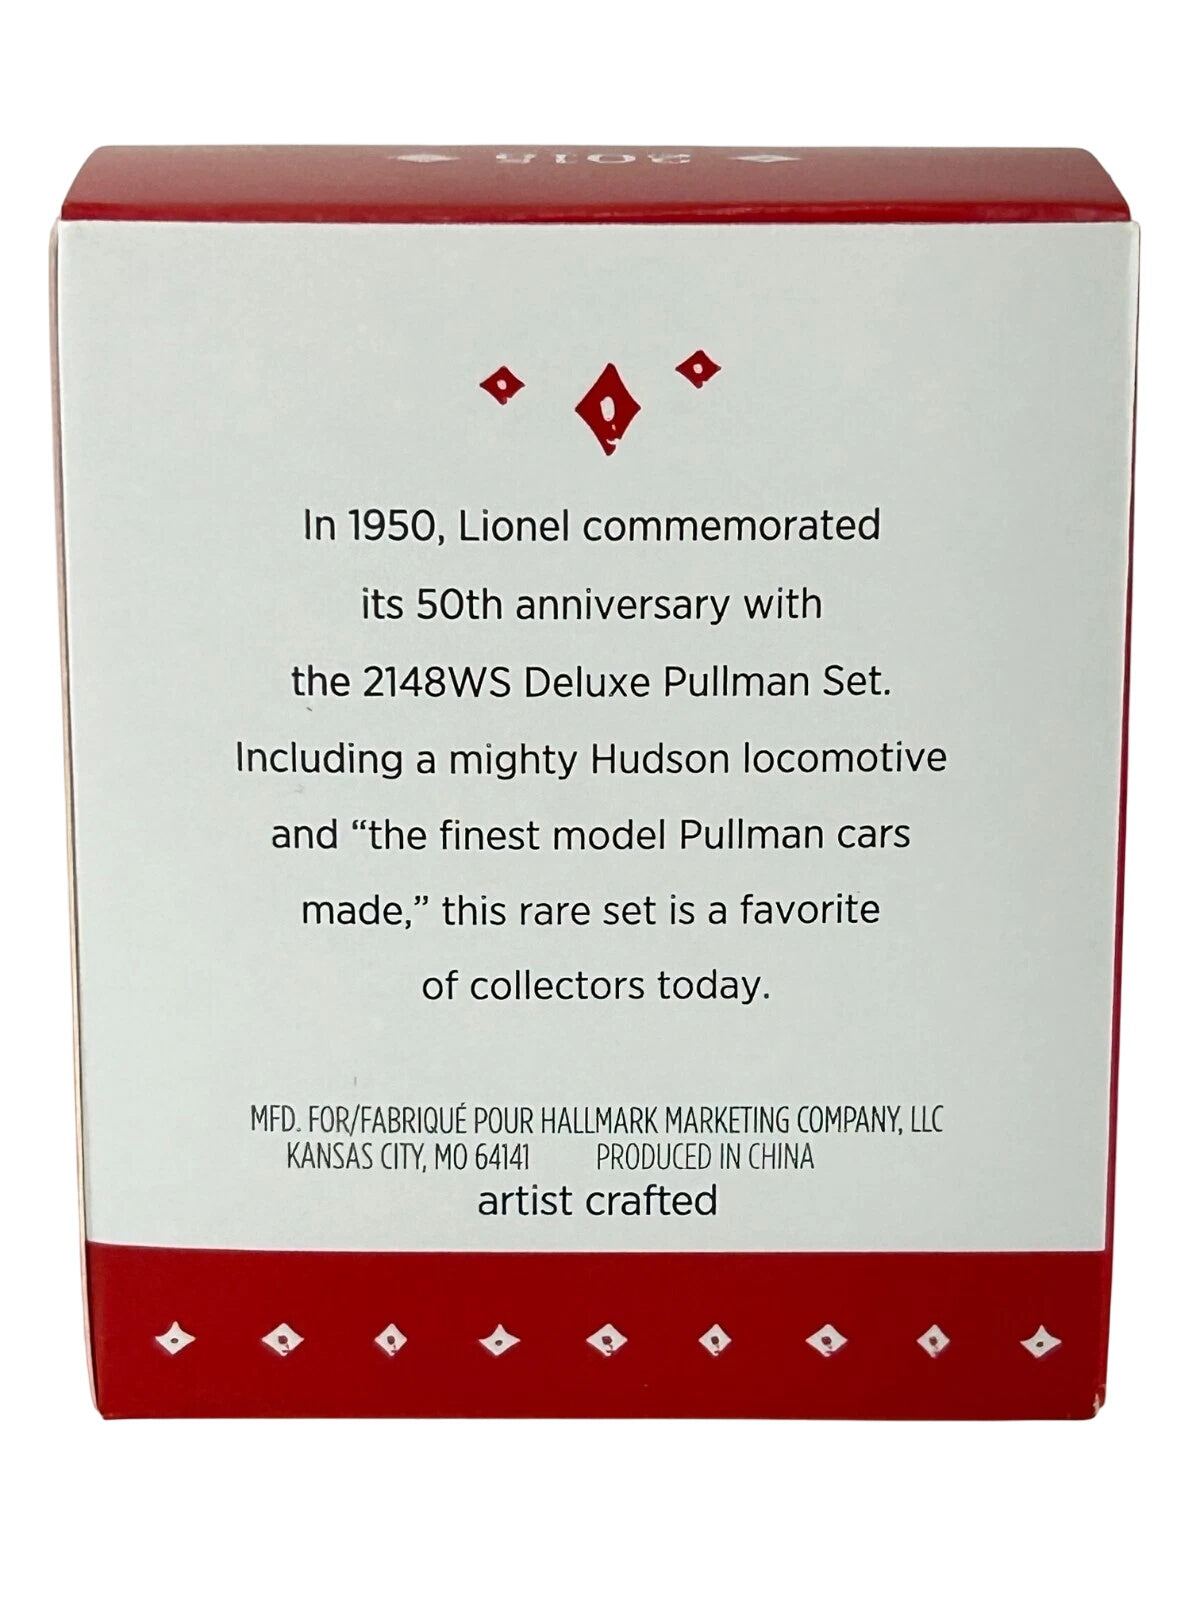 2015
In 1950, Lionel commemorated
its 50th anniversary with
the 2148WS Deluxe Pullman Set.
Including a mighty Hudson locomotive
and “the finest model Pullman cars
made,” this rare set is a favorite
of collectors today.
MFD. FOR/FABRIQUÉ POUR HALLMARK MARKETING COMPANY, LLC
KANSAS CITY, MO 64141 PRODUCED IN CHINA
artist crafted